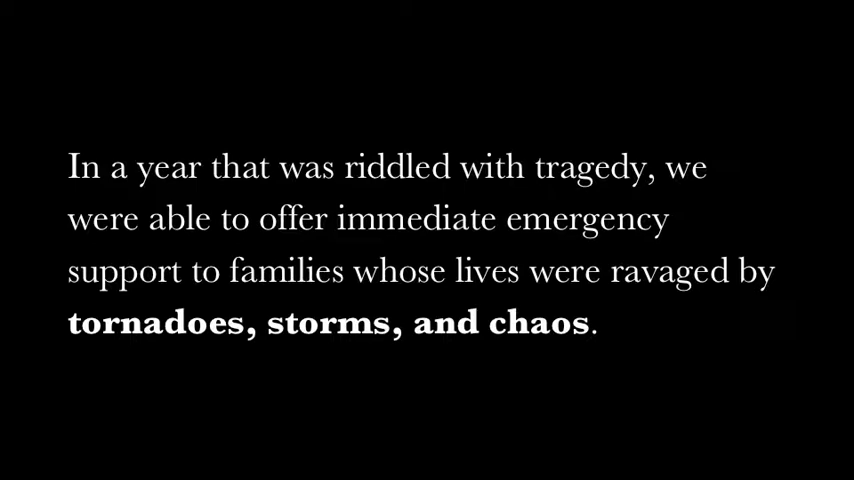 In a year that was riddled with tragedy, we
were able to offer immediate emergency
support to families whose lives were ravaged by
tornadoes, storms, and chaos.